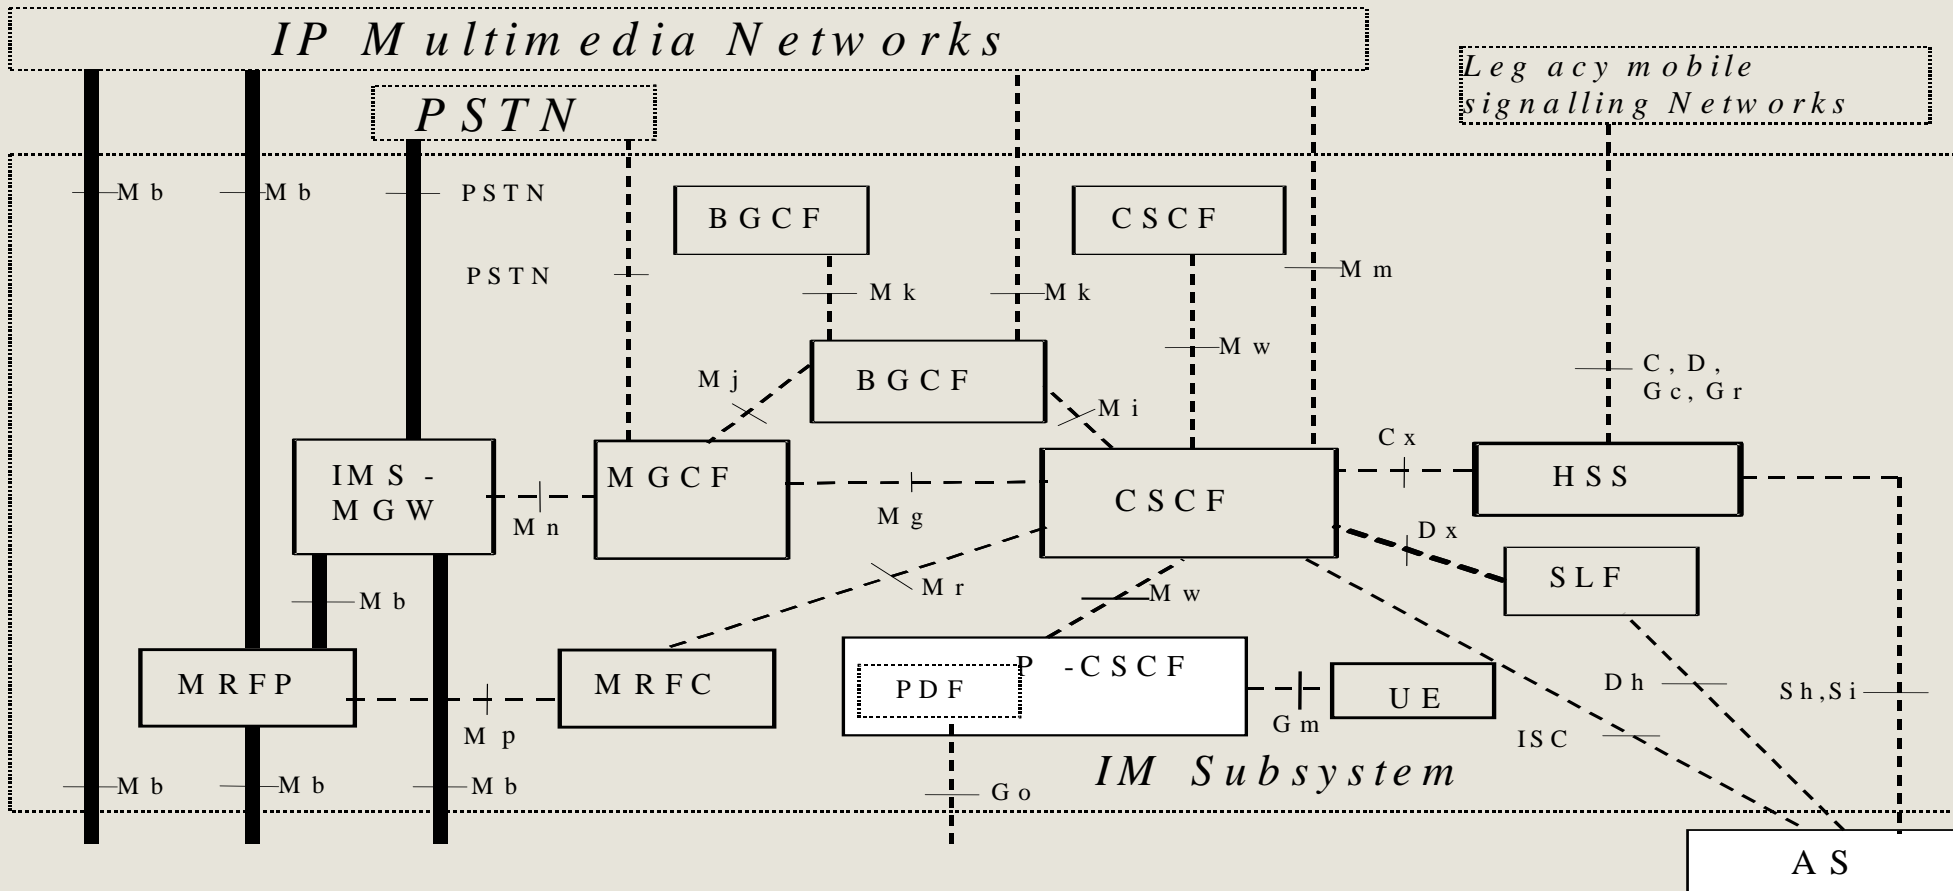 IP Multimedia Networks
Legacy mobile
signalling Networks
PSTN
Mb
Mb
PSTN
BGCF
CSCF
PSTN
Mm
Mk
Mk
Mw
C, D,
Gc, Gr
Mj
BGCF
Mi
Cx
IMS -
MGW
MGCF
HSS
CSCF
Mn
Mg
Dx
SLF
Mb
Mr
Mw
P -CSCF
MRFP
MRFC
PDF
UE
Dh
Sh,Si
Gm
Mp
ISC
IM Subsystem
Mb
Mb
Mb
Go
AS